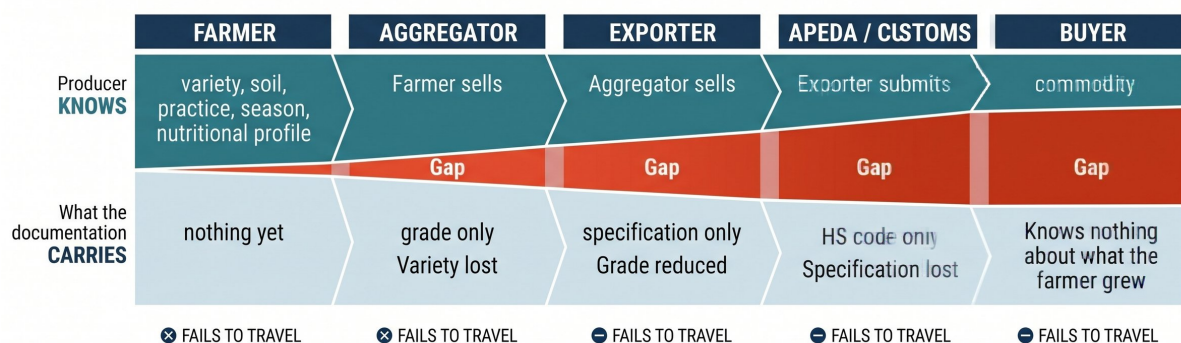 FARMER
AGGREGATOR
EXPORTER
APEDA / CUSTOMS
BUYER
Producer
KNOWS
variety, soil,
practice, season,
nutritional profile
Farmer sells
Aggregator sells
Exporter submits
commodity
Gap
Gap
Gap
Gap
What the
documentation
CARRIES
nothing yet
grade only
Variety lost
specification only
Grade reduced
HS code only
Specification lost
Knows nothing
about what the
farmer grew
FAILS TO TRAVEL
FAILS TO TRAVEL
FAILS TO TRAVEL
FAILS TO TRAVEL
FAILS TO TRAVEL